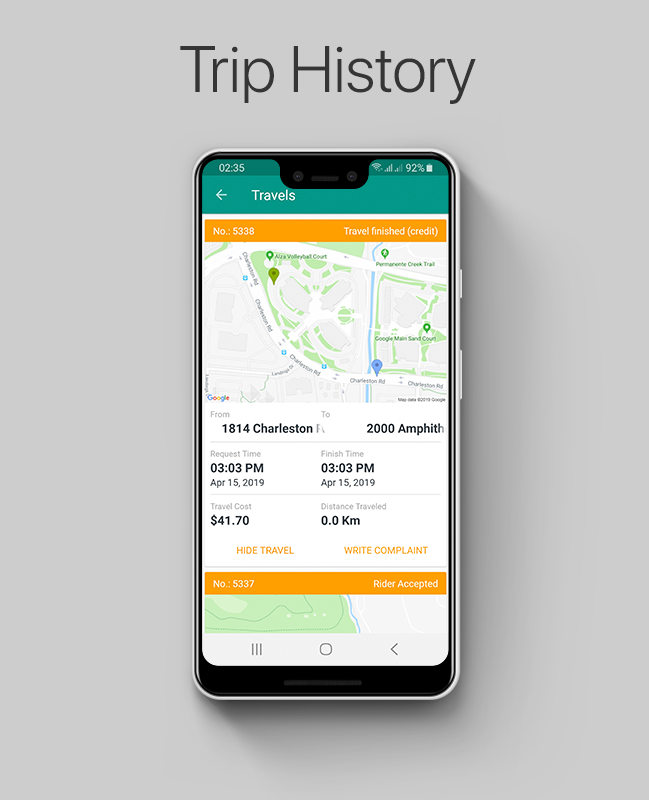 Trip History
02:35
92%
Travels
No.: 5338 Travel finished (credit)
Alza Volleyball Court
Permanente Creek Trail
Charleston Rd
Charleston Rd
Google Main Sand Court
Charleston Rd
Landings Dr
Charleston Rd
Charleston Rd
Google
Map data ©2019 Google
From To
1814 Charleston 2000 Amphith
Request Time Finish Time
03:03 PM 03:03 PM
Apr 15, 2019 Apr 15, 2019
Travel Cost Distance Traveled
$41.70 0.0 Km
HIDE TRAVEL WRITE COMPLAINT
No.: 5337 Rider Accepted